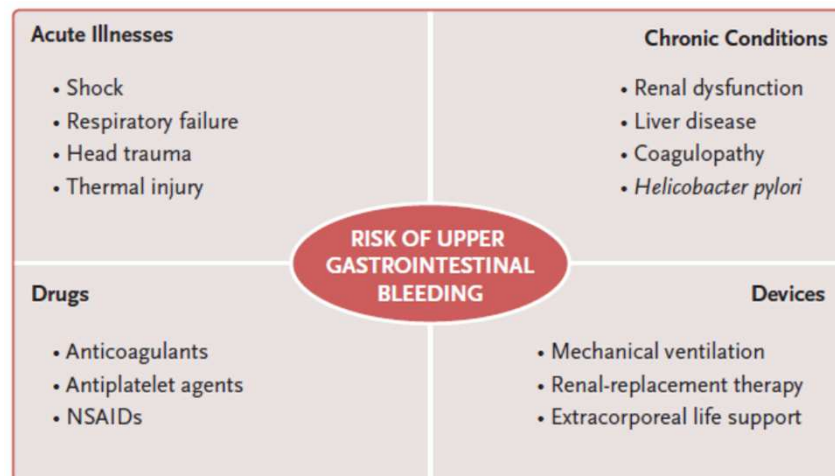 Acute Illnesses
• Shock
• Respiratory failure
• Head trauma
• Thermal injury
Chronic Conditions
• Renal dysfunction
• Liver disease
• Coagulopathy
• Helicobacter pylori
RISK OF UPPER
GASTROINTESTINAL
BLEEDING
Drugs
• Anticoagulants
• Antiplatelet agents
• NSAIDs
Devices
• Mechanical ventilation
• Renal-replacement therapy
• Extracorporeal life support